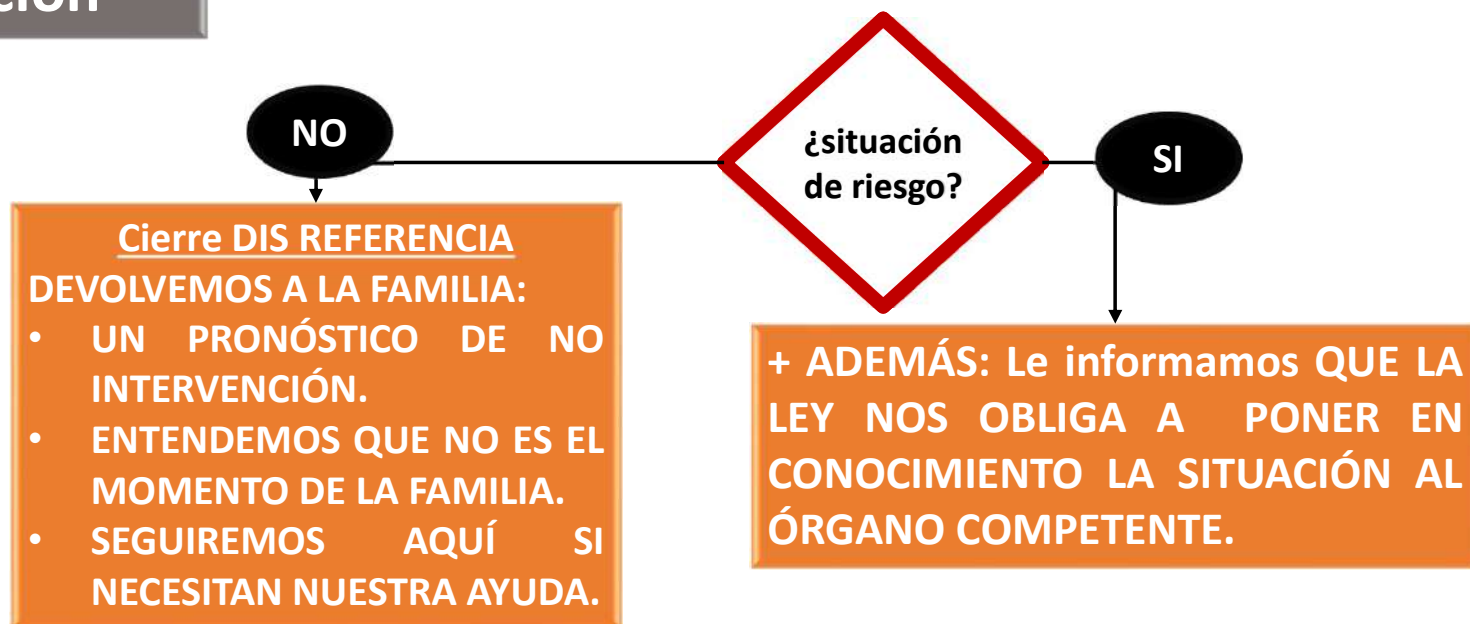 ción
NO
¿situación
de riesgo?
SI
Cierre DIS REFERENCIA
DEVOLVEMOS A LA FAMILIA:
• UN PRONÓSTICO DE NO
INTERVENCIÓN.
• ENTENDEMOS QUE NO ES EL
MOMENTO DE LA FAMILIA.
• SEGUIREMOS AQUÍ SI
NECESITAN NUESTRA AYUDA.
+ ADEMÁS: Le informamos QUE LA
LEY NOS OBLIGA A PONER EN
CONOCIMIENTO LA SITUACIÓN AL
ÓRGANO COMPETENTE.